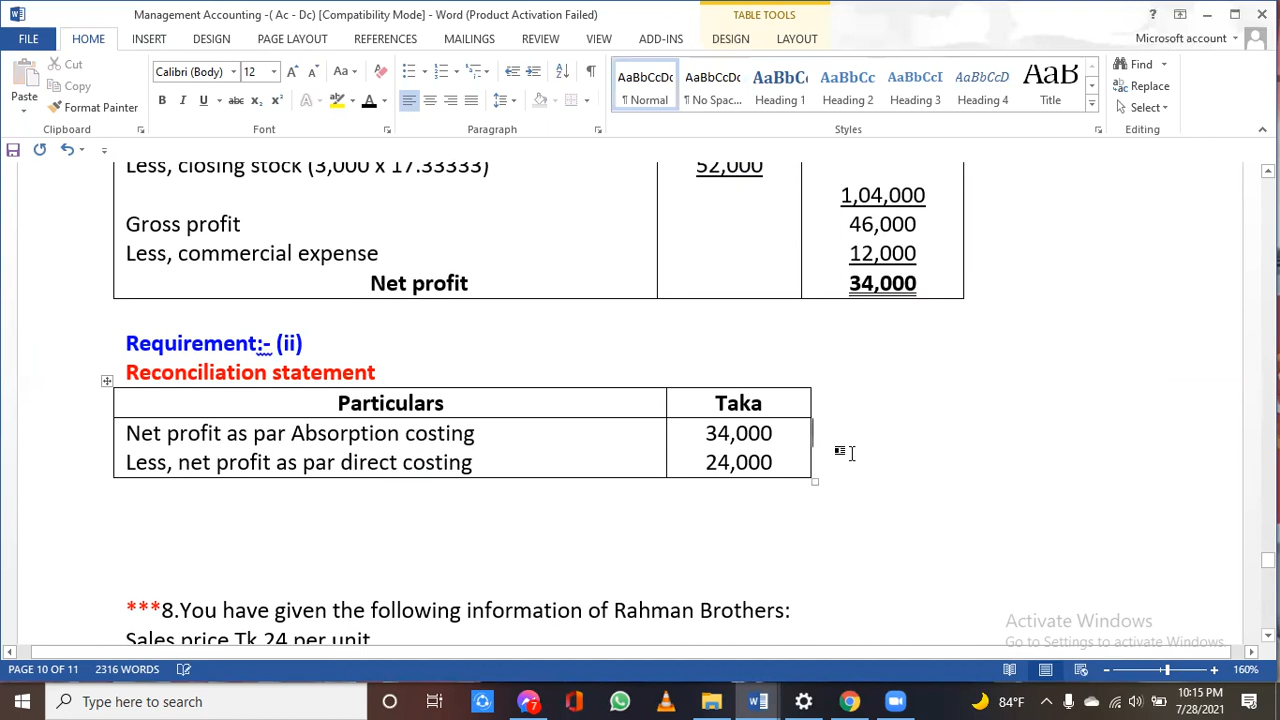 Management Accounting -( Ac - Dc) [Compatibility Mode] - Word (Product Activation Failed)
TABLE TOOLS
FILE HOME INSERT DESIGN PAGE LAYOUT REFERENCES MAILINGS REVIEW VIEW ADD-INS DESIGN LAYOUT Microsoft account
Cut
Copy
Format Painter
Paste
Calibri (Body) 12
AaBbCcDc AaBbCcDc AaBbC AaBbC AaBbCcI AaBbCcD AaB
¶ Normal ¶ No Spac... Heading Heading 2 Heading 3 Heading 4 Title
Find
Replace
Select
Clipboard Font Paragraph Styles Editing
Less, closing stock (3,000 x 17.33333) 52,000
1,04,000
Gross profit 46,000
Less, commercial expense 12,000
Net profit 34,000
Requirement:- (ii)
Reconciliation statement
Particulars Taka
Net profit as par Absorption costing 34,000
Less, net profit as par direct costing 24,000
***8.You have given the following information of Rahman Brothers:
Sales price Tk 24 per unit
Activate Windows
Go to Settings to activate Windows.
PAGE 10 OF 11 2316 WORDS 160%
Type here to search
7
84°F
10:15 PM
7/28/2021